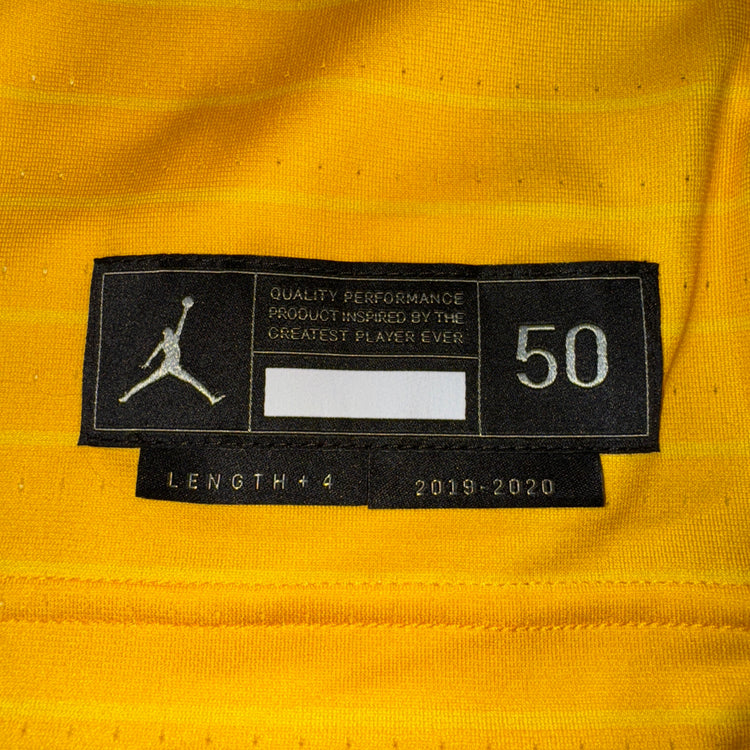 QUALITY PERFORMANCE
PRODUCT INSPIRED BY THE
GREATEST PLAYER EVER
50
LENGTH + 4
2019-2020